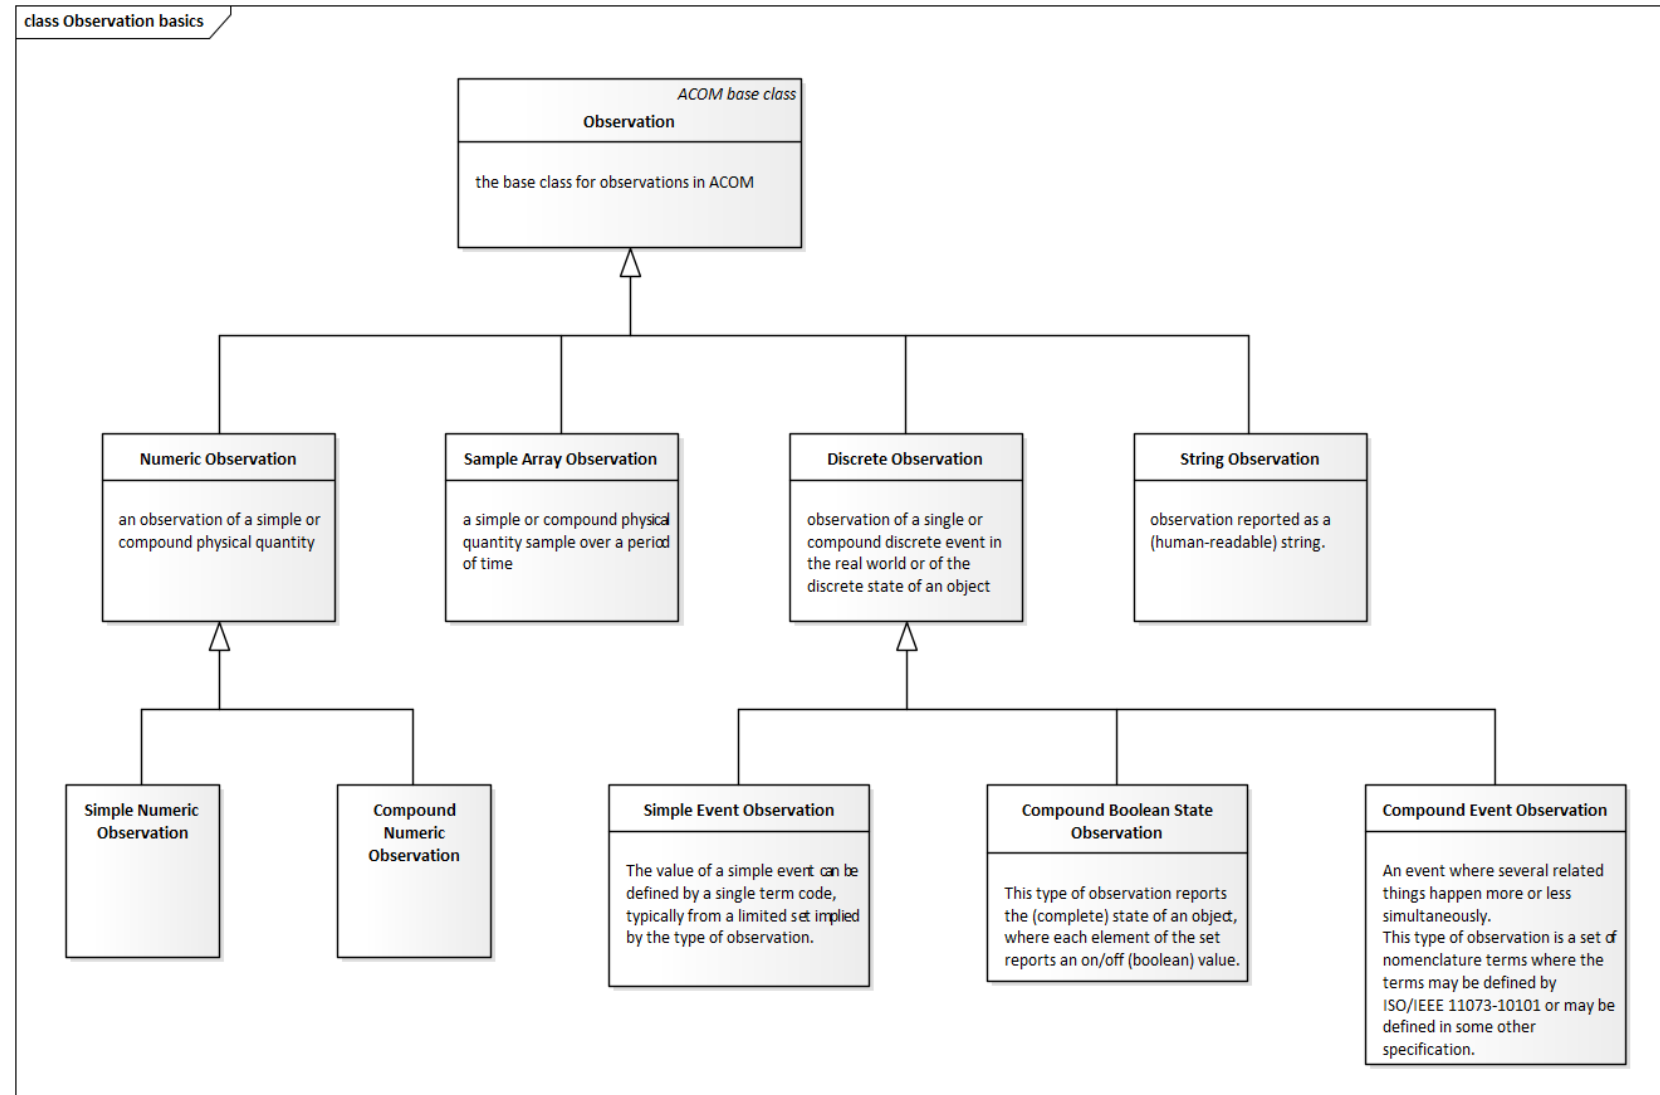 class Observation basics
ACOM base class
Observation
the base class for observations in ACOM
Numeric Observation
an observation of a simple or
compound physical quantity
Sample Array Observation
a simple or compound physical
quantity sample over a period
of time
Discrete Observation
observation of a single or
compound discrete event in
the real world or of the
discrete state of an object
String Observation
observation reported as a
(human-readable) string.
Simple Numeric
Observation
Compound
Numeric
Observation
Simple Event Observation
The value of a simple event can be
defined by a single term code,
typically from a limited set implied
by the type of observation.
Compound Boolean State
Observation
This type of observation reports
the (complete) state of an object,
where each element of the set
reports an on/off (boolean) value.
Compound Event Observation
An event where several related
things happen more or less
simultaneously.
This type of observation is a set of
nomenclature terms where the
terms may be defined by
ISO/IEEE 11073-10101 or may be
defined in some other
specification.